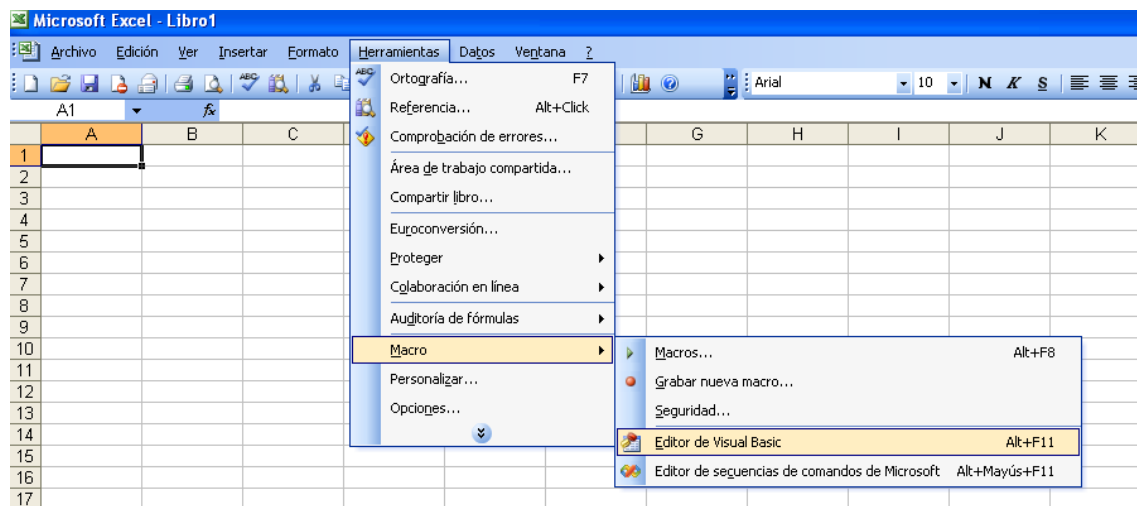 Microsoft Excel - Libro1
Archivo Edición Ver Insertar Formato Herramientas Datos Ventana ?
Arial 10 N K S
A1 fx
A B C G H I J K
1
2
3
4
5
6
7
8
9
10
11
12
13
14
15
16
17
ABC
ABC Ortografía... F7
Referencia... Alt+Click
Comprobación de errores...
Área de trabajo compartida...
Compartir libro...
Euroconversión...
Proteger
Colaboración en línea
Auditoría de fórmulas
Macro
Personalizar...
Opciones...
Macros... Alt+F8
Grabar nueva macro...
Seguridad...
Editor de Visual Basic Alt+F11
Editor de secuencias de comandos de Microsoft Alt+Mayús+F11